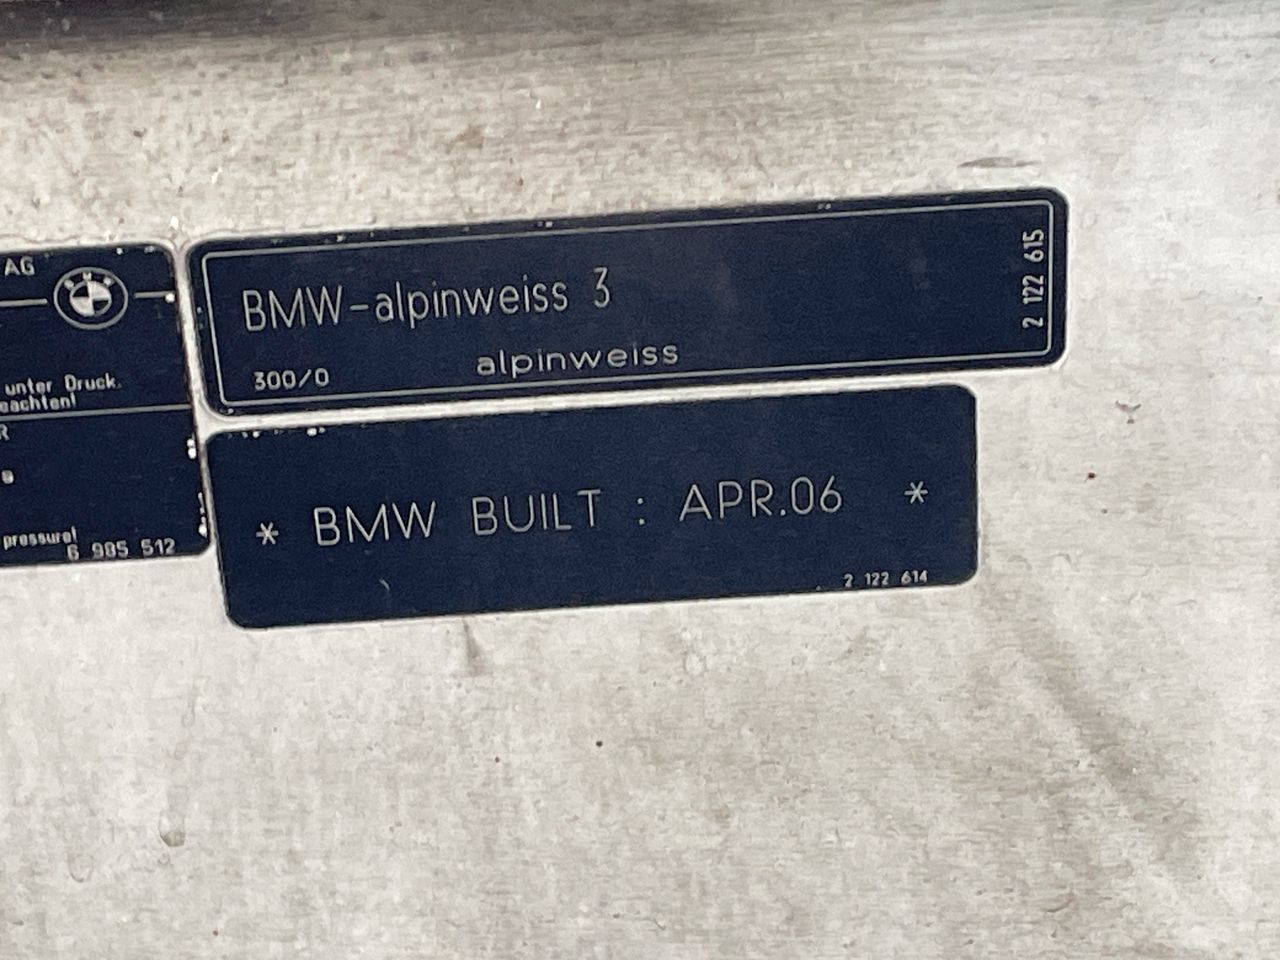 AG
unter Druck.
eachten!
R
pressure!
6 985 512
BMW-alpinweiss 3
alpinweiss
300/0
2 122 615
* BMW BUILT : APR.06 *
2 122 614